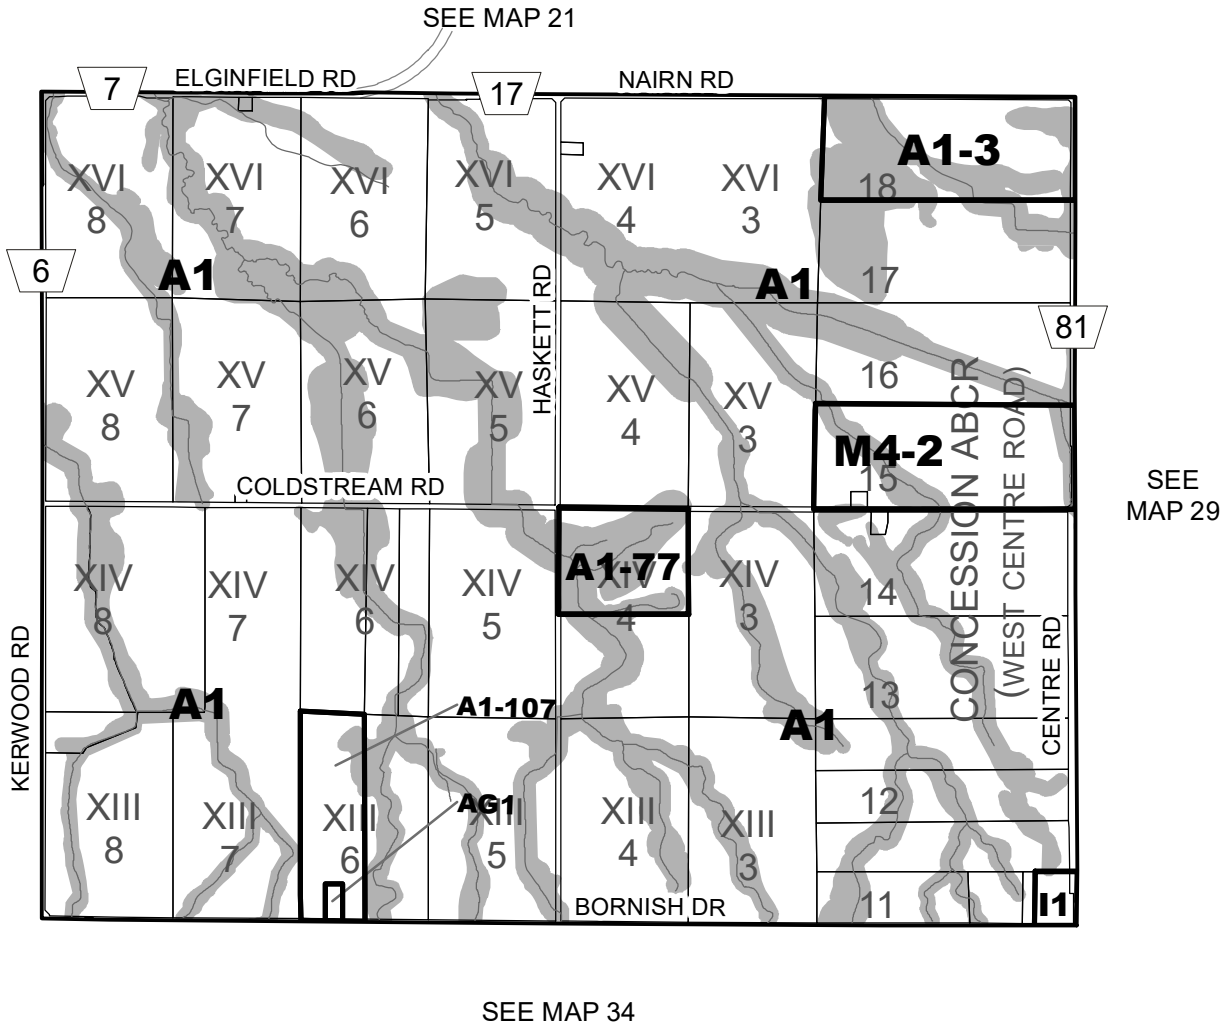 SEE MAP 21
7
ELGINFIELD RD
17
NAIRN RD
A1-3
XVI
8
XVI
7
XVI
6
XVI
5
XVI
4
XVI
3
18
6
A1
HASKETT RD
A1
17
81
XV
8
XV
7
XV
6
XV
5
XV
4
XV
3
16
M4-2
15
CONCESSION ABCR
(WEST CENTRE ROAD)
COLDSTREAM RD
SEE
MAP 29
XIV
8
XIV
7
XIV
6
XIV
5
A1-77
XIV
4
XIV
3
14
KERWOOD RD
A1
A1-107
A1
13
CENTRE RD
XIII
8
XIII
7
XIII
6
AG1
XIII
5
XIII
4
XIII
3
12
11
I1
BORNISH DR
SEE MAP 34